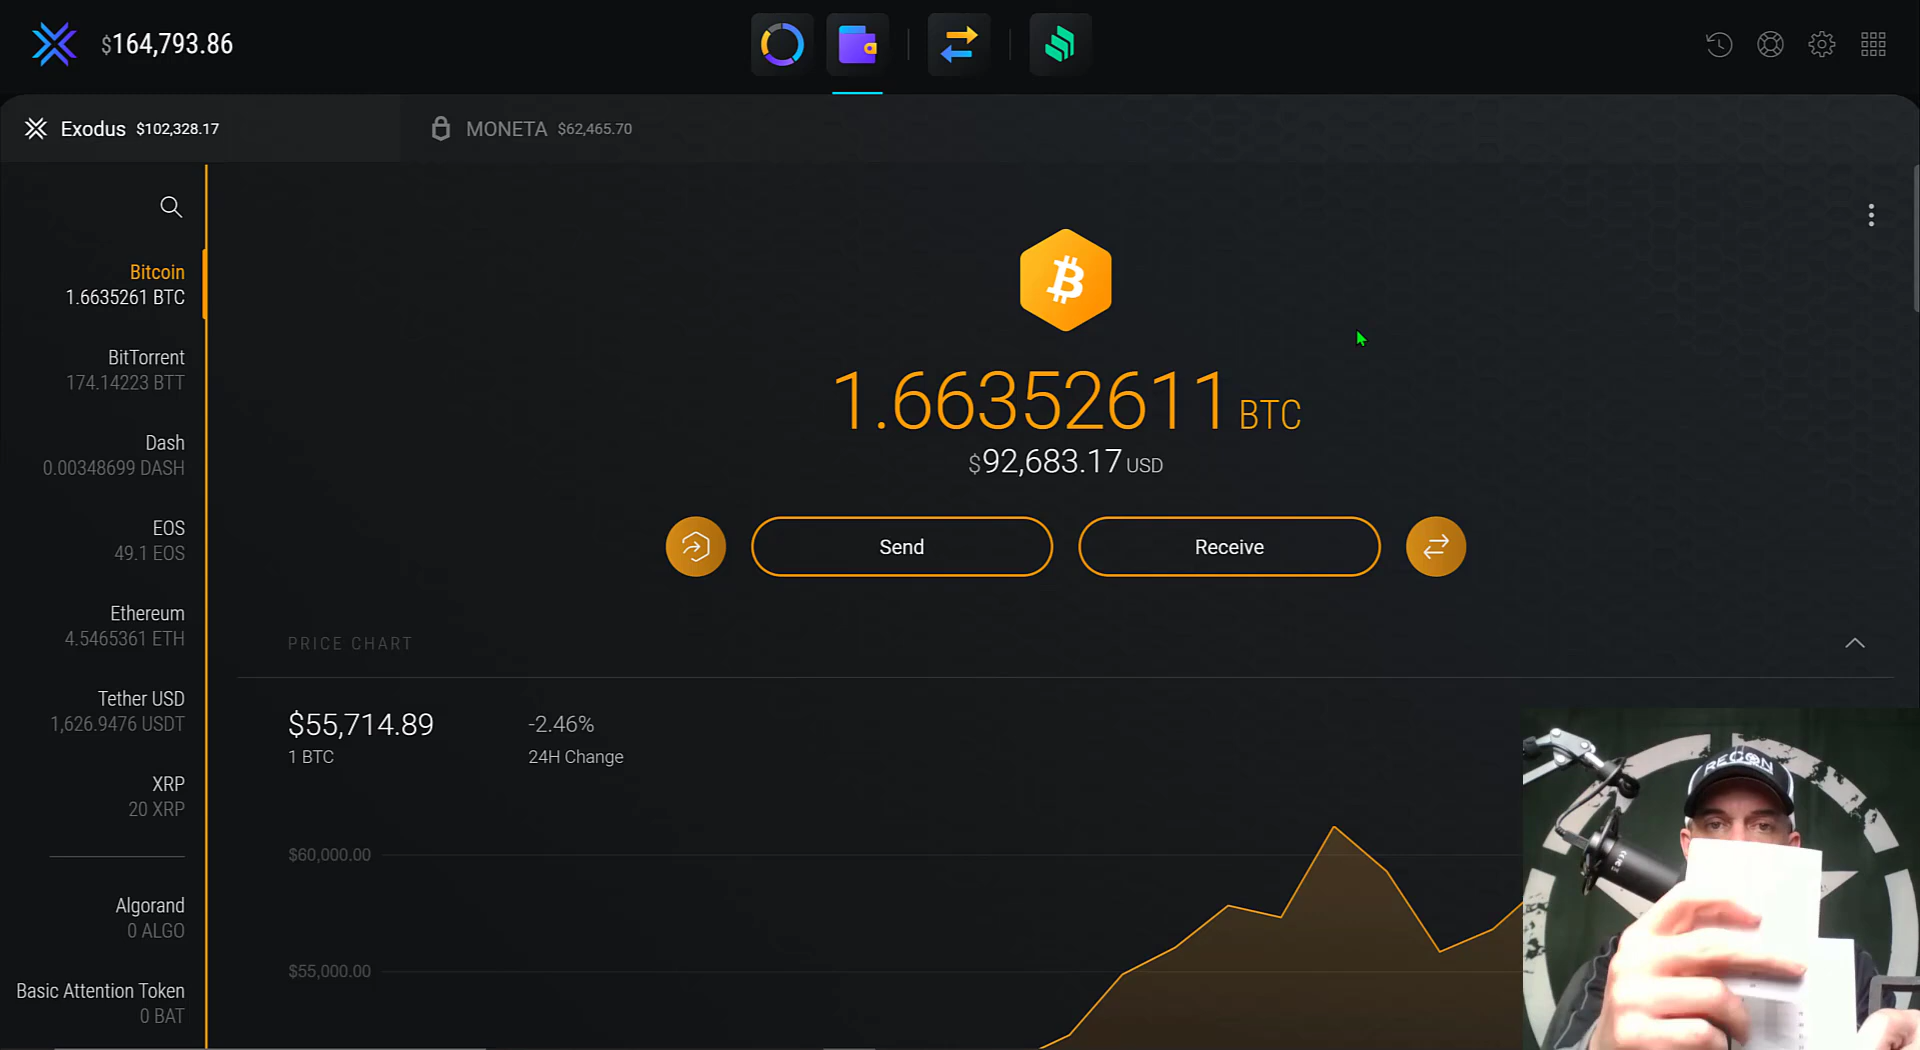 $164,793.86
Exodus $102,328.17
MONETA $62,465.70
Bitcoin
1.6635261 BTC
BitTorrent
174.14223 BTT
Dash
0.00348699 DASH
EOS
49.1 EOS
Ethereum
4.5465361 ETH
Tether USD
1,626.9476 USDT
XRP
20 XRP
Algorand
0 ALGO
Basic Attention Token
0 BAT
1.66352611 BTC
$92,683.17 USD
Send
Receive
PRICE CHART
$55,714.89
1 BTC
-2.46%
24H Change
$60,000.00
$55,000.00
RECON